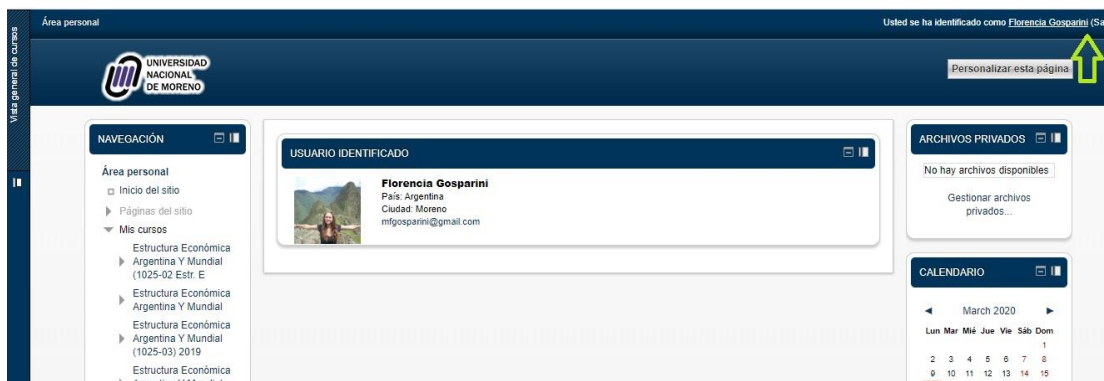 Área personal
Usted se ha identificado como Florencia Gosparini (Sa
Vista general de cursos
UNIVERSIDAD
NACIONAL
DE MORENO
Personalizar esta página
NAVEGACIÓN
Área personal
Inicio del sitio
Páginas del sitio
Mis cursos
Estructura Económica
Argentina Y Mundial
(1025-02 Estr. E
Estructura Económica
Argentina Y Mundial
Estructura Económica
Argentina Y Mundial
(1025-03) 2019
Estructura Económica
USUARIO IDENTIFICADO
Florencia Gosparini
País: Argentina
Ciudad: Moreno
mfgosparini@gmail.com
ARCHIVOS PRIVADOS
No hay archivos disponibles
Gestionar archivos
privados...
CALENDARIO
◄ March 2020 ►
Lun Mar Mié Jue Vie Sáb Dom
1
2 3 4 5 6 7 8
9 10 11 12 13 14 15